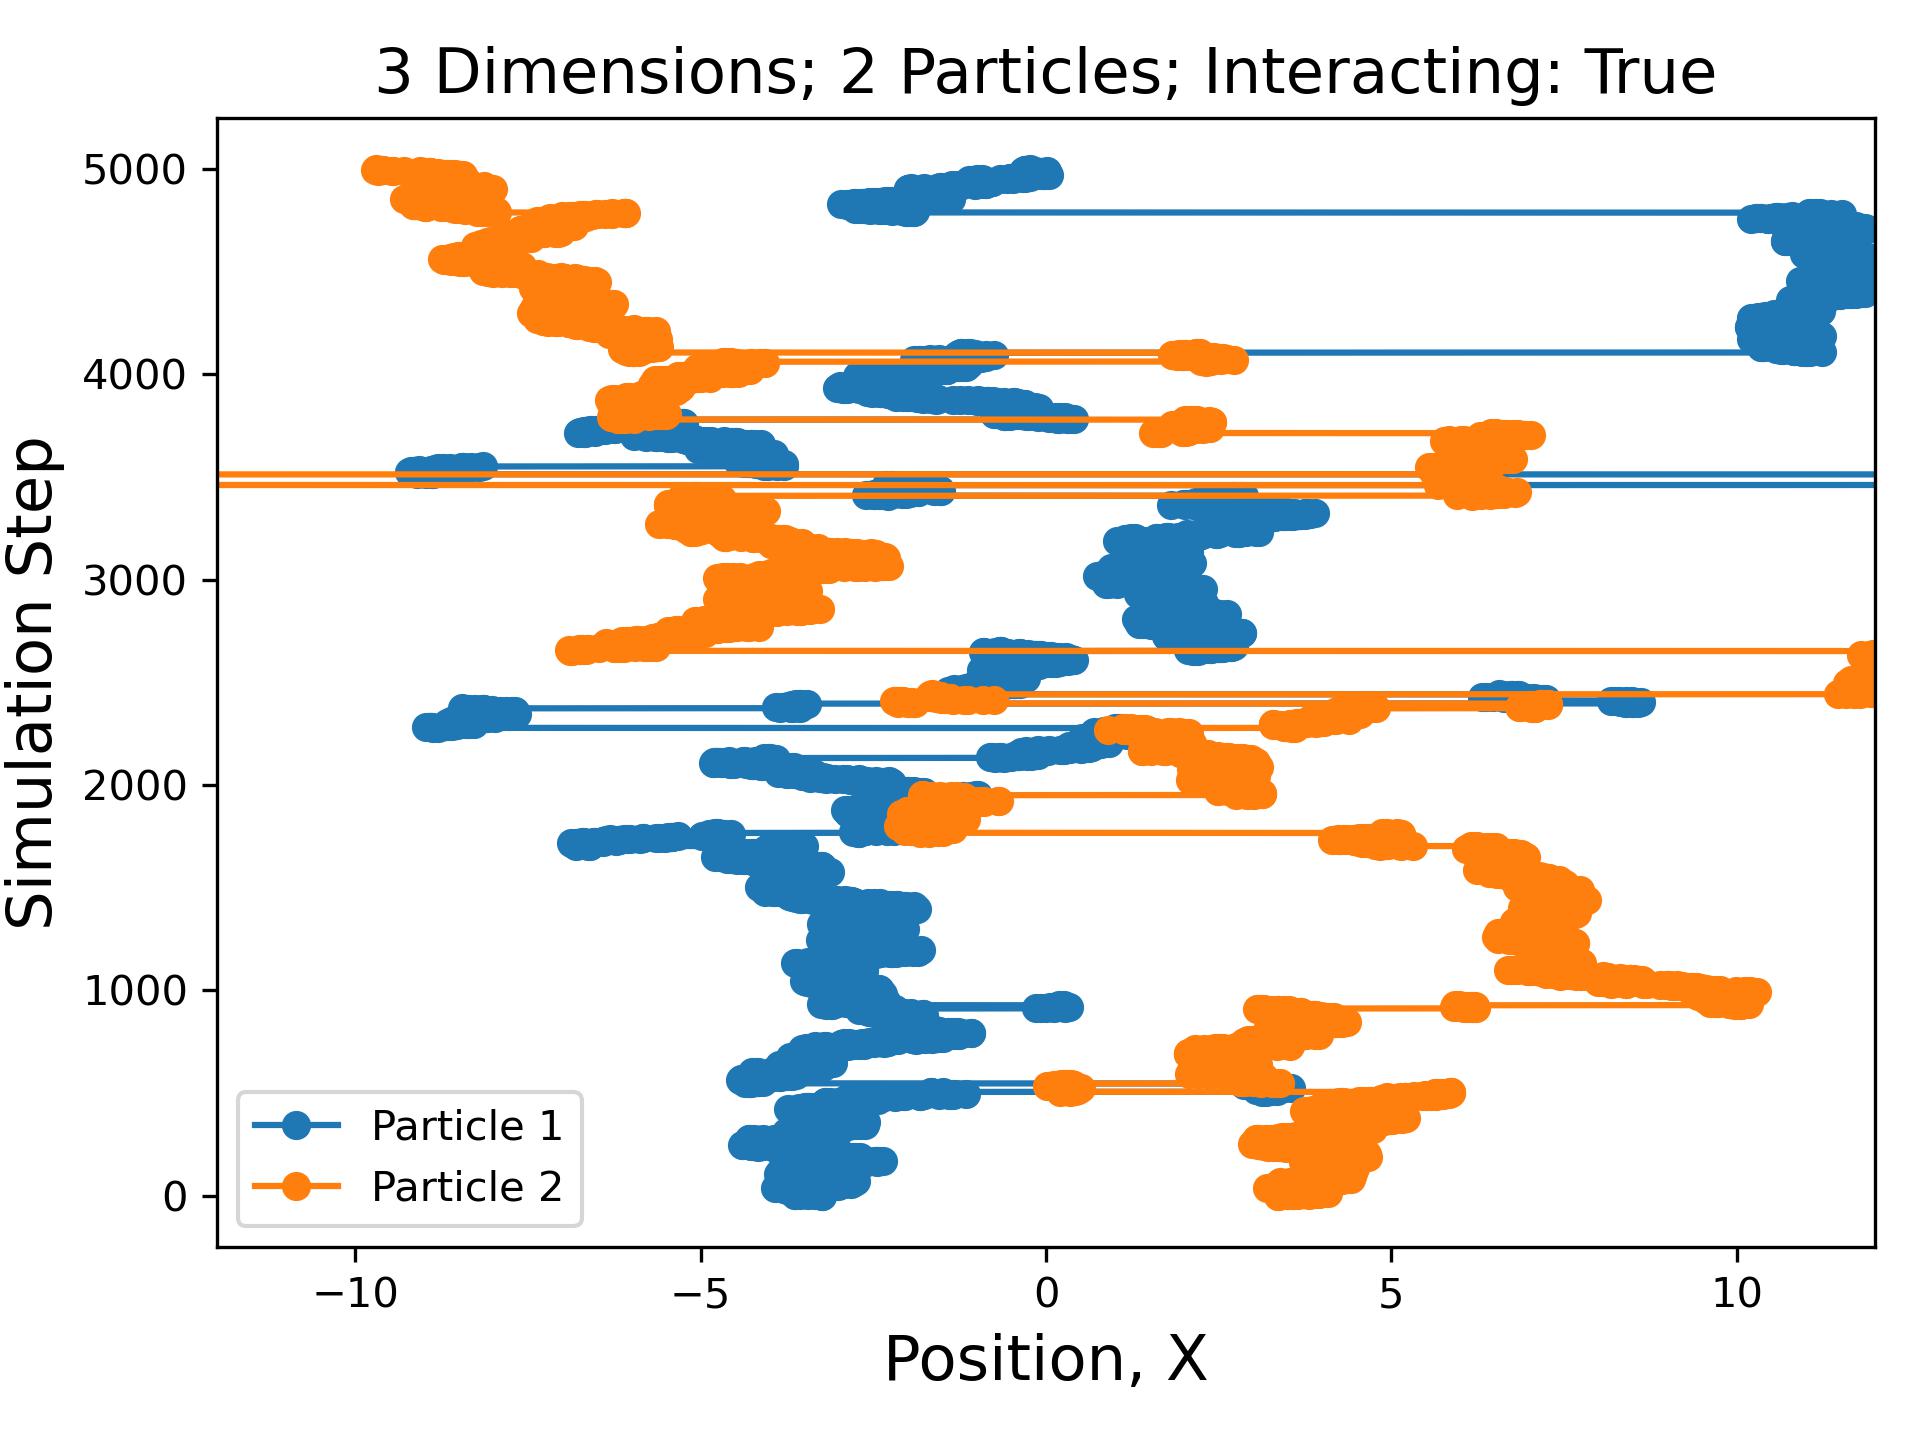 3 Dimensions; 2 Particles; Interacting: True
Simulation Step
5000
4000
3000
2000
1000
0
Particle 1
Particle 2
−10
−5
0
5
10
Position, X